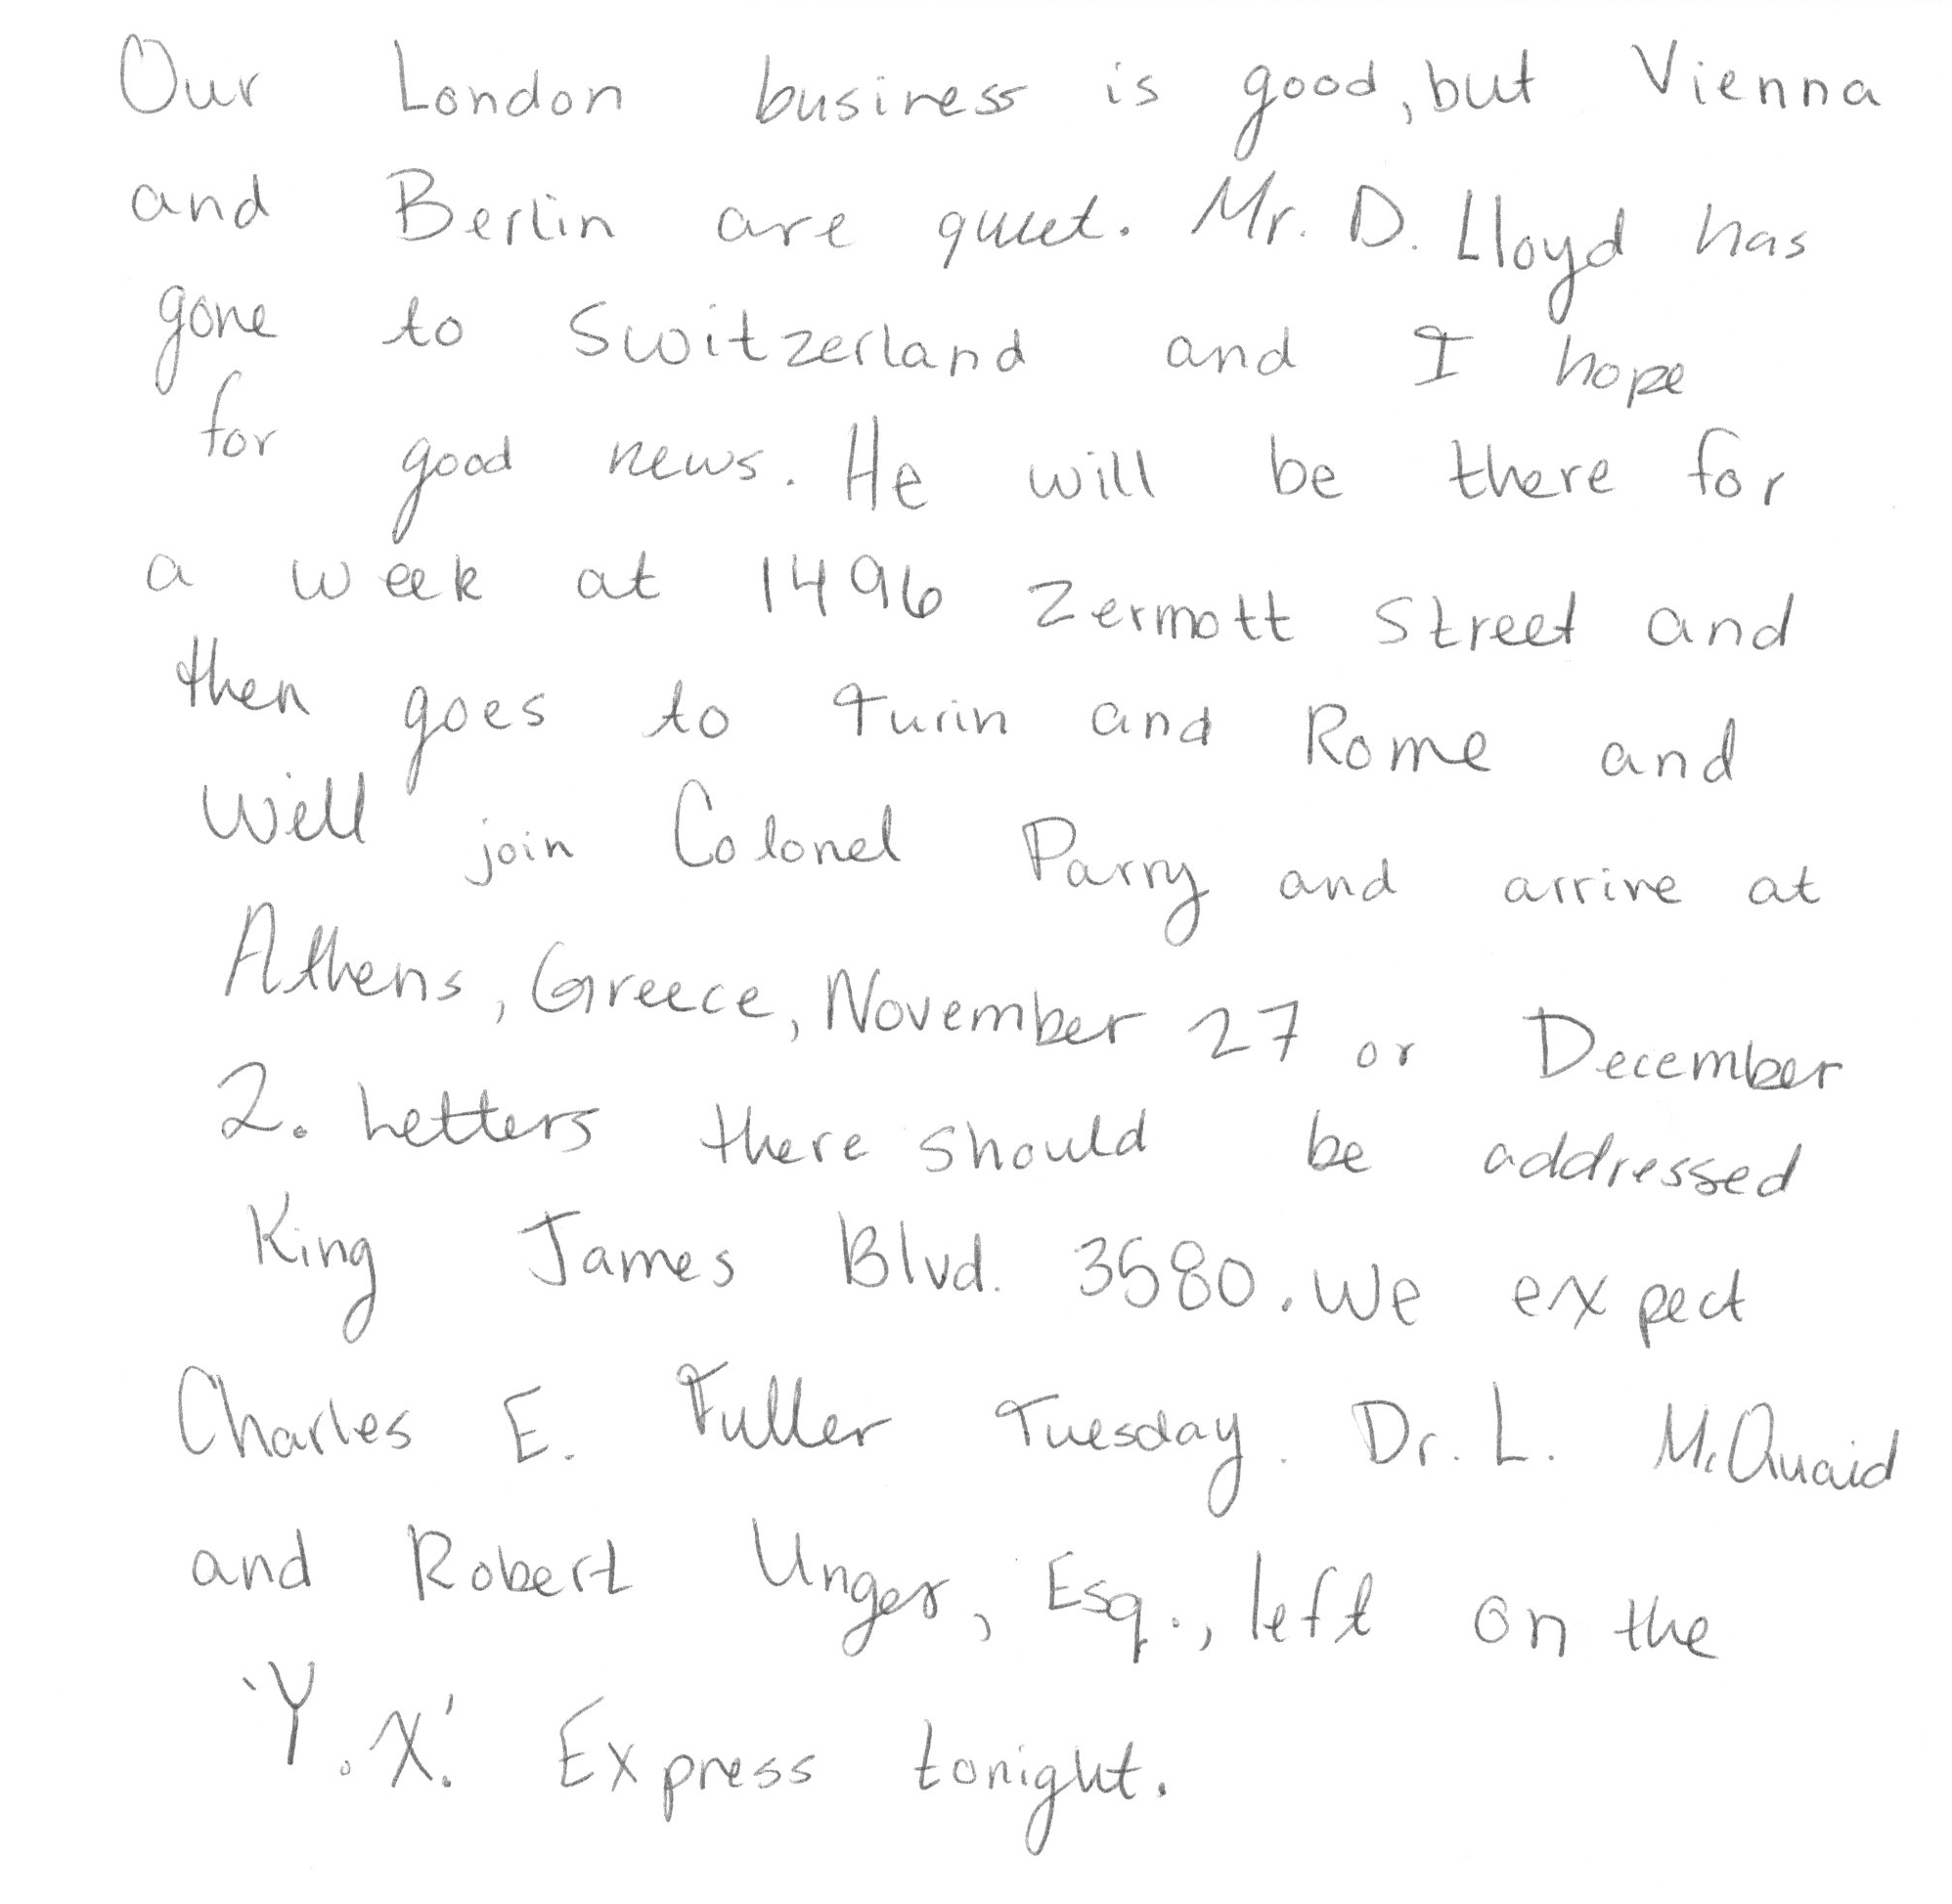 Our London business is good, but Vienna
and Berlin are quiet. Mr. D. Lloyd has
gone to Switzerland and I hope
for good news. He will be there for
a week at 1496 Zermott Street and
then goes to Turin and Rome and
will join Colonel Parry and arrive at
Athens, Greece, November 27 or December
2. Letters there should be addressed
King James Blvd. 3580. We expect
Charles E. Fuller Tuesday. Dr. L. McQuaid
and Robert Unger, Esq., left on the
'Y.X.' Express tonight.